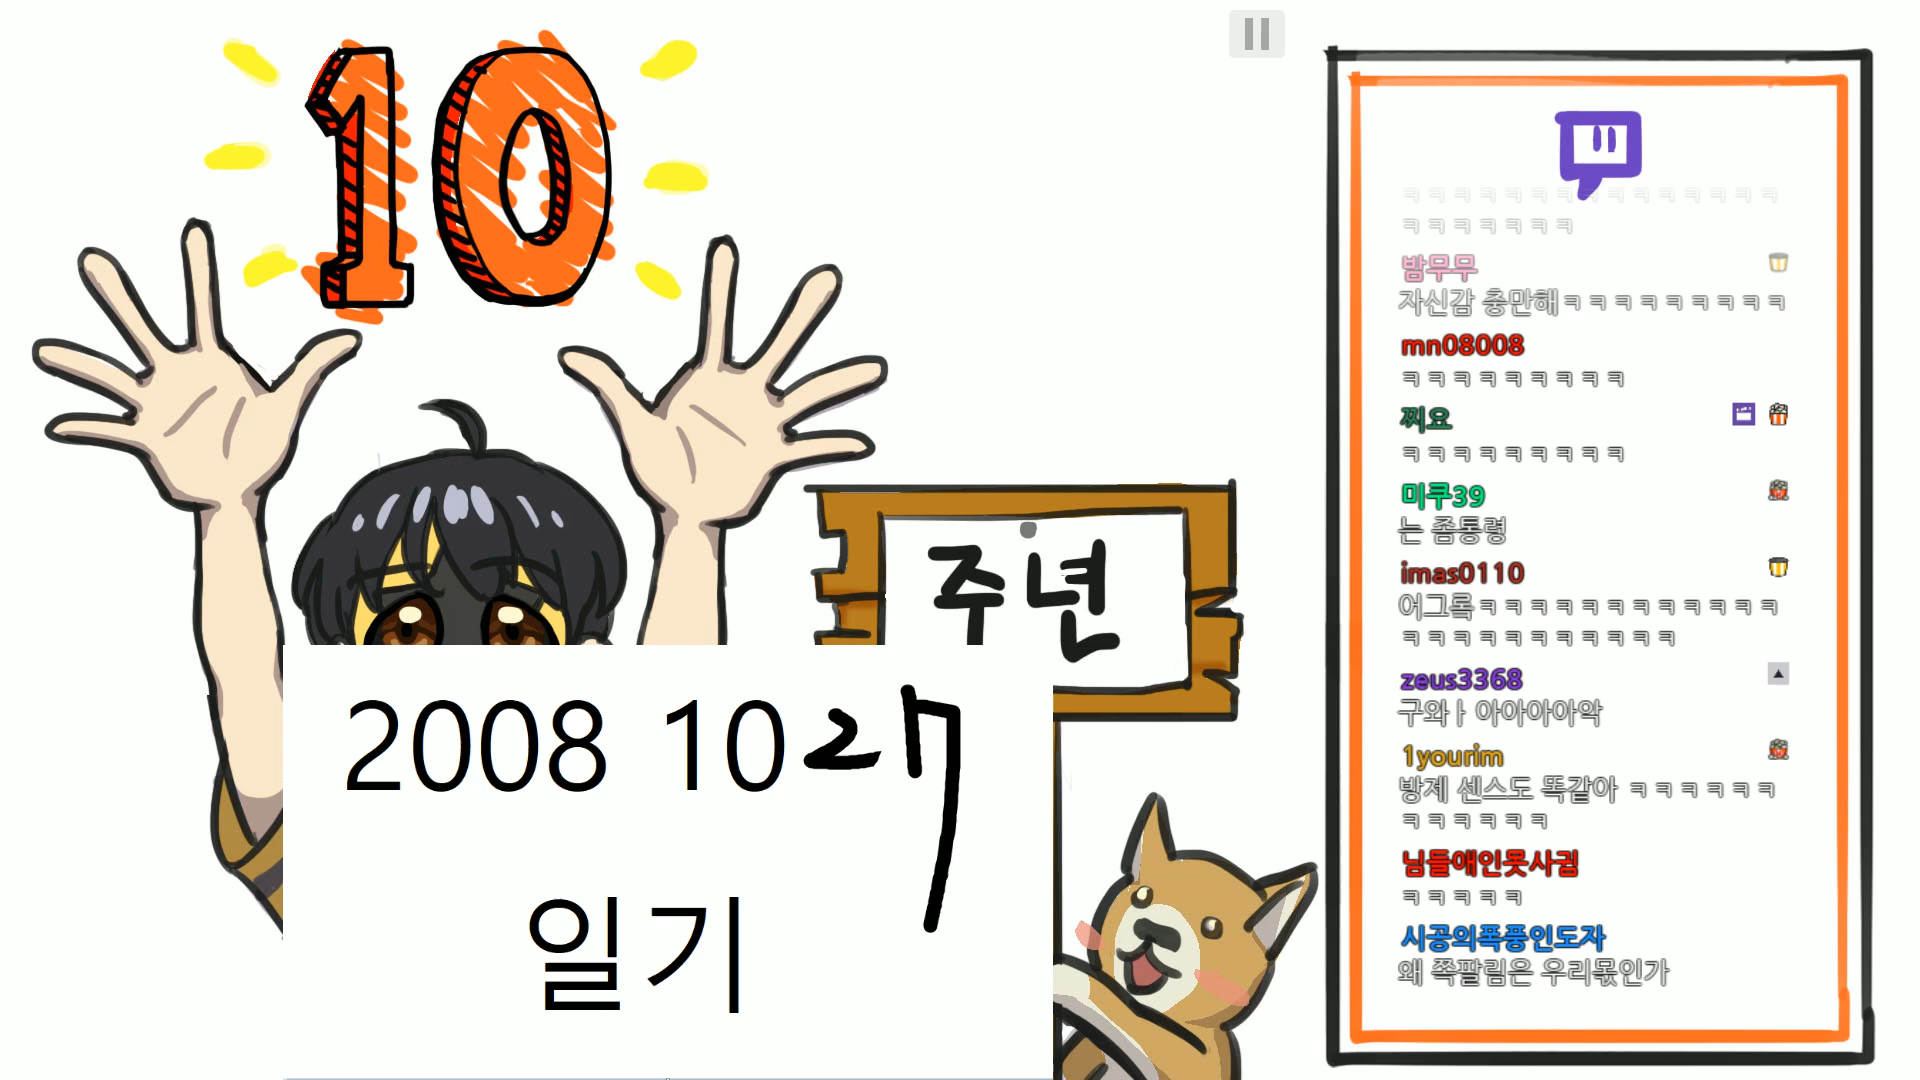 10
주년
2008 10 27
일기
ㅋㅋㅋㅋㅋㅋㅋㅋㅋㅋㅋㅋㅋㅋㅋ
ㅋㅋㅋㅋㅋㅋㅋ
밤무무
자신감 충만해ㅋㅋㅋㅋㅋㅋㅋㅋㅋ
mn08008
ㅋㅋㅋㅋㅋㅋㅋㅋㅋ
찌요
ㅋㅋㅋㅋㅋㅋㅋㅋㅋ
미쿠39
는 좀통령
imas0110
어그록ㅋㅋㅋㅋㅋㅋㅋㅋㅋㅋㅋㅋ
ㅋㅋㅋㅋㅋㅋㅋㅋㅋㅋㅋ
zeus3368
구와ㅏ 아아아아악
1yourim
방제 센스도 똑같아 ㅋㅋㅋㅋㅋㅋ
ㅋㅋㅋㅋㅋㅋ
님들애인못사귐
ㅋㅋㅋㅋㅋ
시공의폭풍인도자
왜 쪽팔림은 우리몫인가